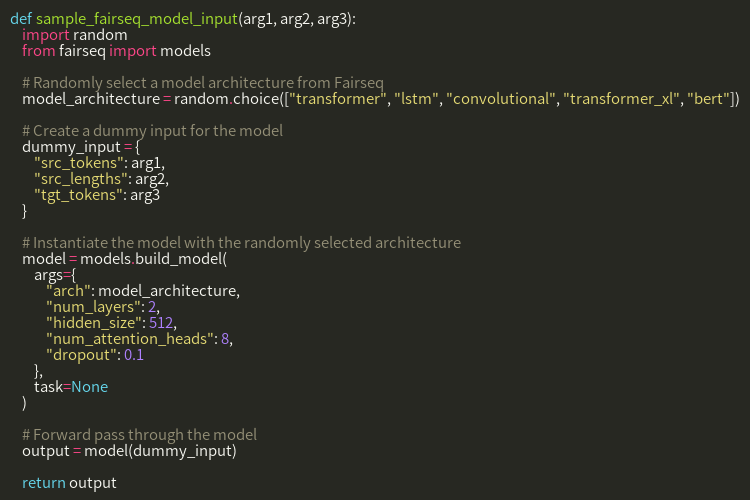 def sample_fairseq_model_input(arg1, arg2, arg3):
    import random
    from fairseq import models

    # Randomly select a model architecture from Fairseq
    model_architecture = random.choice(["transformer", "lstm", "convolutional", "transformer_xl", "bert"])

    # Create a dummy input for the model
    dummy_input = {
        "src_tokens": arg1,
        "src_lengths": arg2,
        "tgt_tokens": arg3
    }

    # Instantiate the model with the randomly selected architecture
    model = models.build_model(
        args={
            "arch": model_architecture,
            "num_layers": 2,
            "hidden_size": 512,
            "num_attention_heads": 8,
            "dropout": 0.1
        },
        task=None
    )

    # Forward pass through the model
    output = model(dummy_input)

    return output